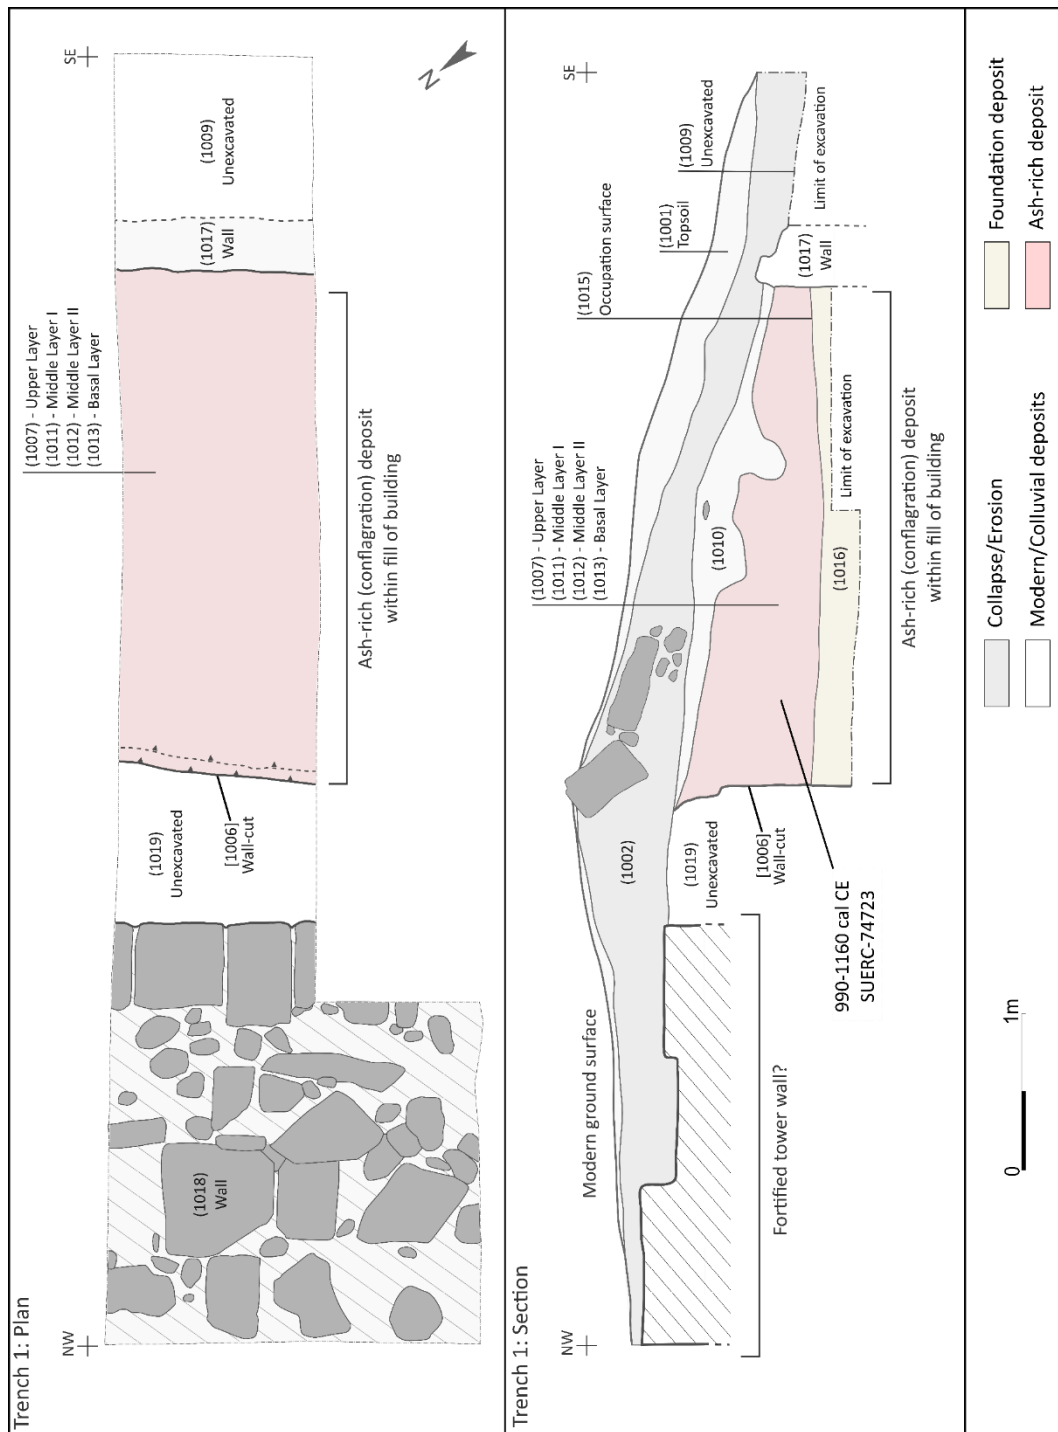 Trench 1: Plan
NW
SE
N
(1018)
Wall
(1019)
Unexcavated
[1006]
Wall-cut
(1007) - Upper Layer
(1011) - Middle Layer I
(1012) - Middle Layer II
(1013) - Basal Layer
Ash-rich (conflagration) deposit
within fill of building
(1017)
Wall
(1009)
Unexcavated
Trench 1: Section
NW
SE
Modern ground surface
Fortified tower wall?
(1002)
(1019)
Unexcavated
[1006]
Wall-cut
990-1160 cal CE
SUERC-74723
(1007) - Upper Layer
(1011) - Middle Layer I
(1012) - Middle Layer II
(1013) - Basal Layer
(1010)
(1016)
Limit of excavation
Ash-rich (conflagration) deposit
within fill of building
(1015)
Occupation surface
(1001)
Topsoil
(1009)
Unexcavated
(1017)
Wall
Limit of excavation
0
1m
Collapse/Erosion
Modern/Colluvial deposits
Foundation deposit
Ash-rich deposit